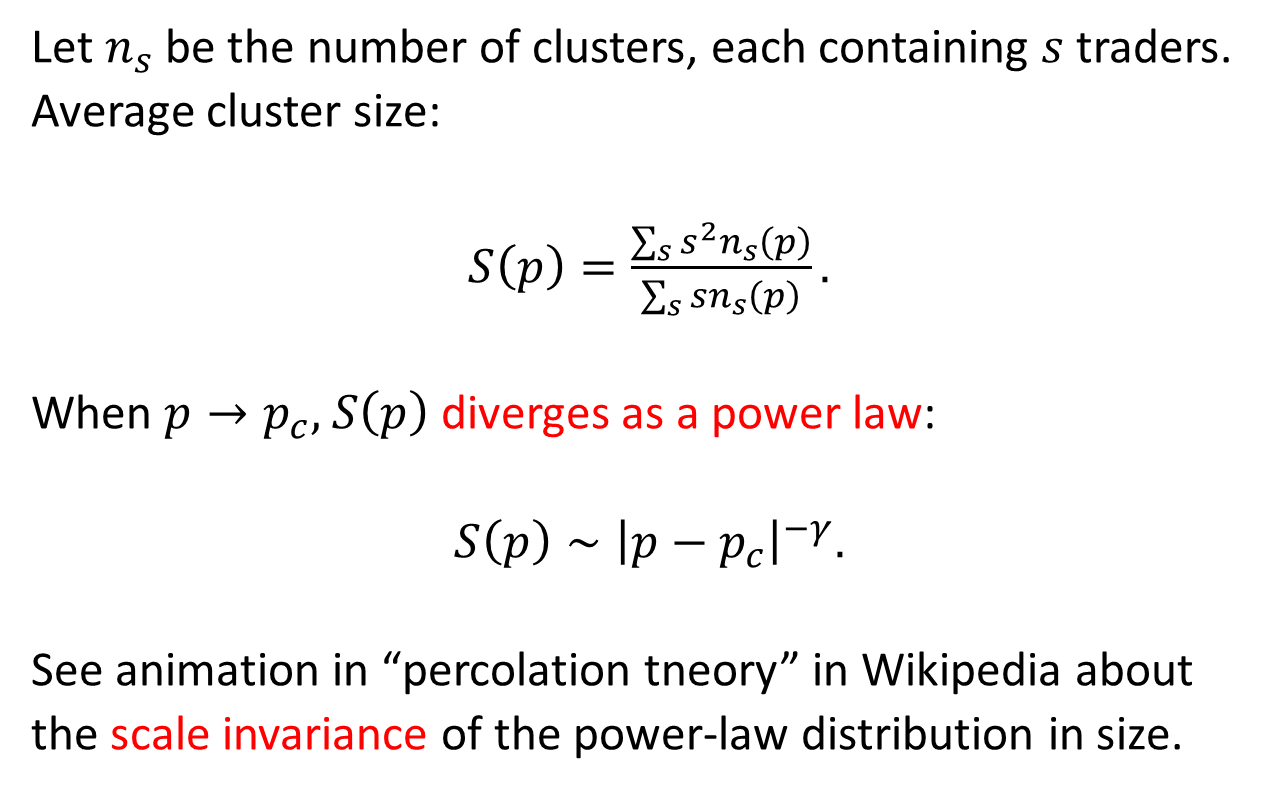 Let $n_s$ be the number of clusters, each containing $s$ traders.
Average cluster size:
$S(p) = \frac{\sum_s s^2 n_s(p)}{\sum_s s n_s(p)}.$
When $p \to p_c, S(p)$ diverges as a power law:
$S(p) \sim |p - p_c|^{-\gamma}.$
See animation in “percolation tneory” in Wikipedia about
the scale invariance of the power-law distribution in size.